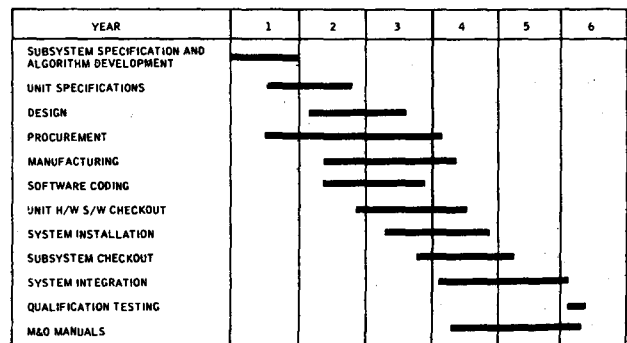 YEAR 1 2 3 4 5 6
SUBSYSTEM SPECIFICATION AND
ALGORITHM DEVELOPMENT
UNIT SPECIFICATIONS
DESIGN
PROCUREMENT
MANUFACTURING
SOFTWARE CODING
UNIT H/W S/W CHECKOUT
SYSTEM INSTALLATION
SUBSYSTEM CHECKOUT
SYSTEM INTEGRATION
QUALIFICATION TESTING
M&O MANUALS